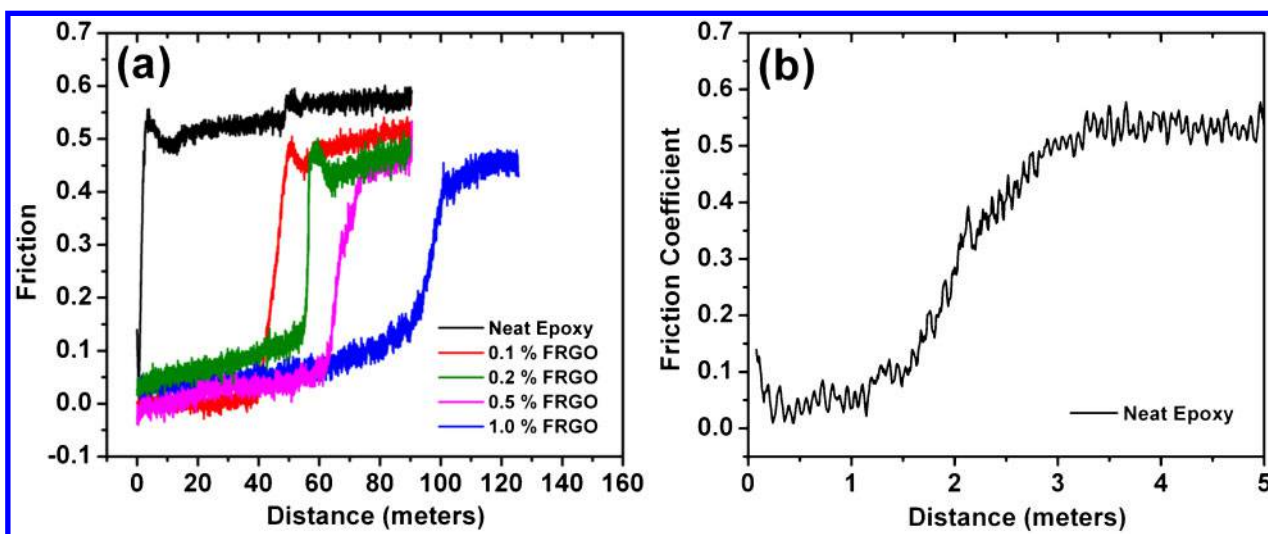 (a)
Friction
0.7
0.6
0.5
0.4
0.3
0.2
0.1
0.0
-0.1
Neat Epoxy
0.1 % FRGO
0.2 % FRGO
0.5 % FRGO
1.0 % FRGO
0 20 40 60 80 100 120 140 160
Distance (meters)
(b)
Friction Coefficient
0.7
0.6
0.5
0.4
0.3
0.2
0.1
0.0
Neat Epoxy
0 1 2 3 4 5
Distance (meters)